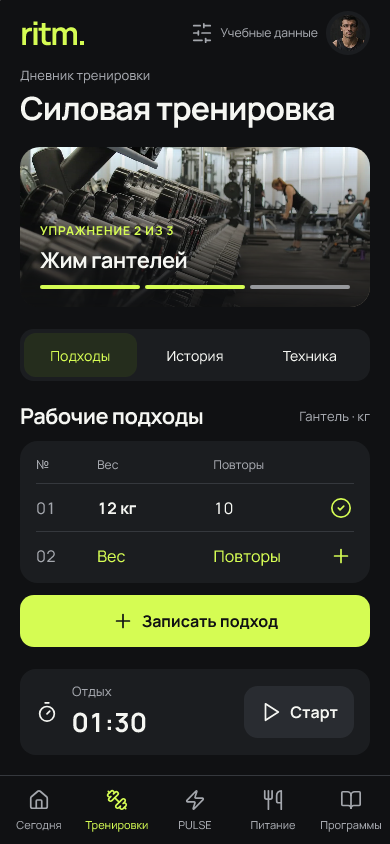 ritm.
Учебные данные
Дневник тренировки
Силовая тренировка
УПРАЖНЕНИЕ 2 ИЗ 3
Жим гантелей
Подходы История Техника
Рабочие подходы Гантель · кг
№ Вес Повторы
01 12 кг 10
02 Вес Повторы
Записать подход
Отдых
01:30
Старт
Сегодня Тренировки PULSE Питание Программы